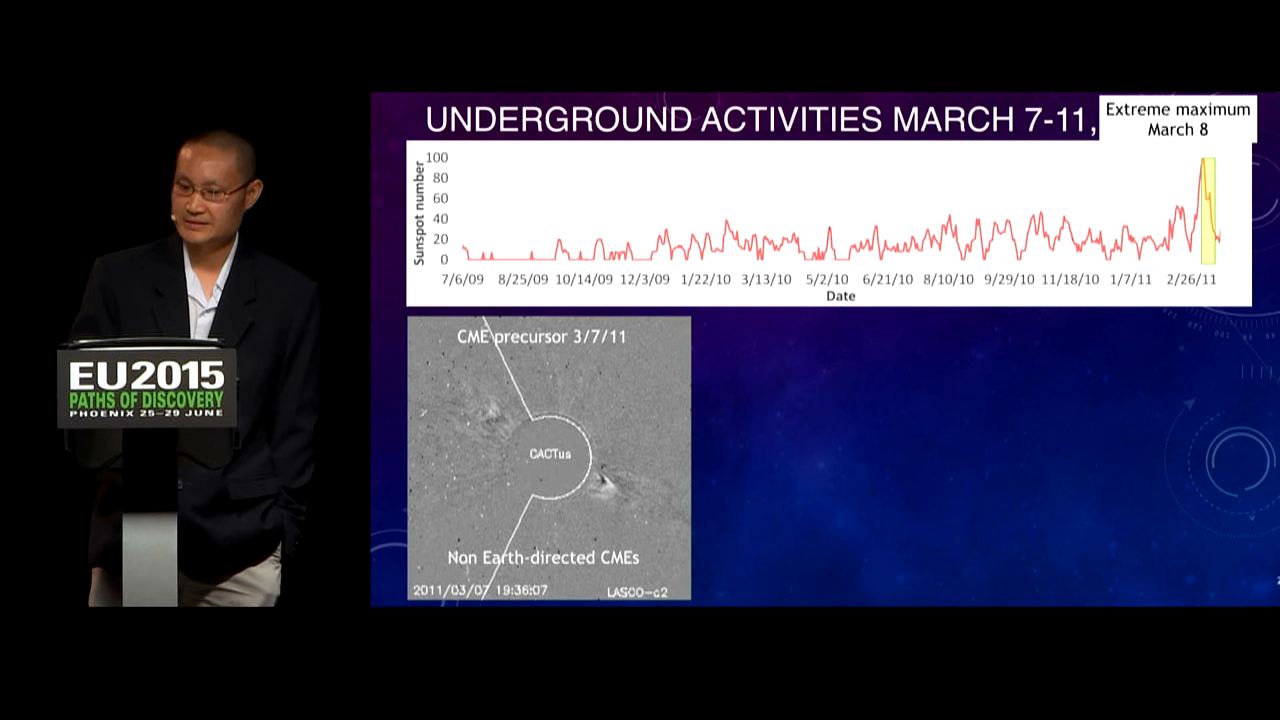 EU2015
PATHS OF DISCOVERY
PHOENIX 25–29 JUNE
UNDERGROUND ACTIVITIES MARCH 7-11,
Extreme maximum
March 8
Sunspot number
100
80
60
40
20
0
7/6/09 8/25/09 10/14/09 12/3/09 1/22/10 3/13/10 5/2/10 6/21/10 8/10/10 9/29/10 11/18/10 1/7/11 2/26/11
Date
CME precursor 3/7/11
CACTus
Non Earth-directed CMEs
2011/03/07 19:36:07 LASCO-c2